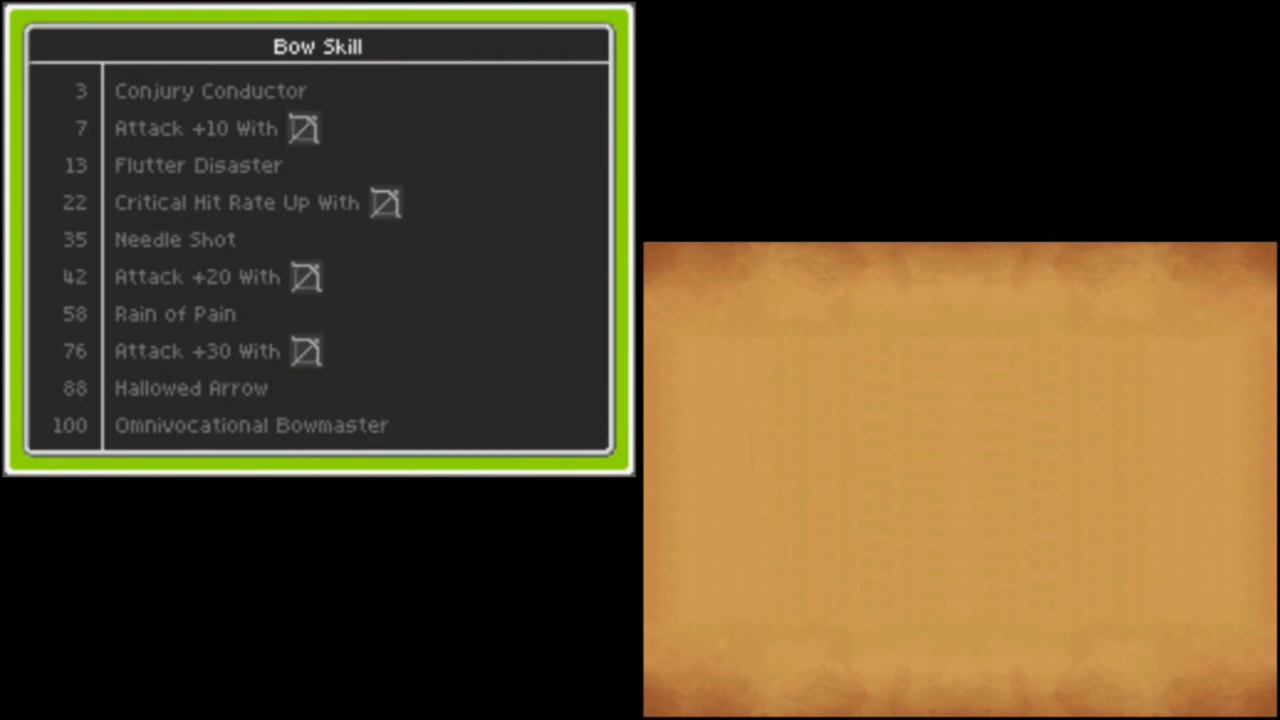 Bow Skill
3 Conjury Conductor
7 Attack +10 With
13 Flutter Disaster
22 Critical Hit Rate Up With
35 Needle Shot
42 Attack +20 With
58 Rain of Pain
76 Attack +30 With
88 Hallowed Arrow
100 Omnivocational Bowmaster